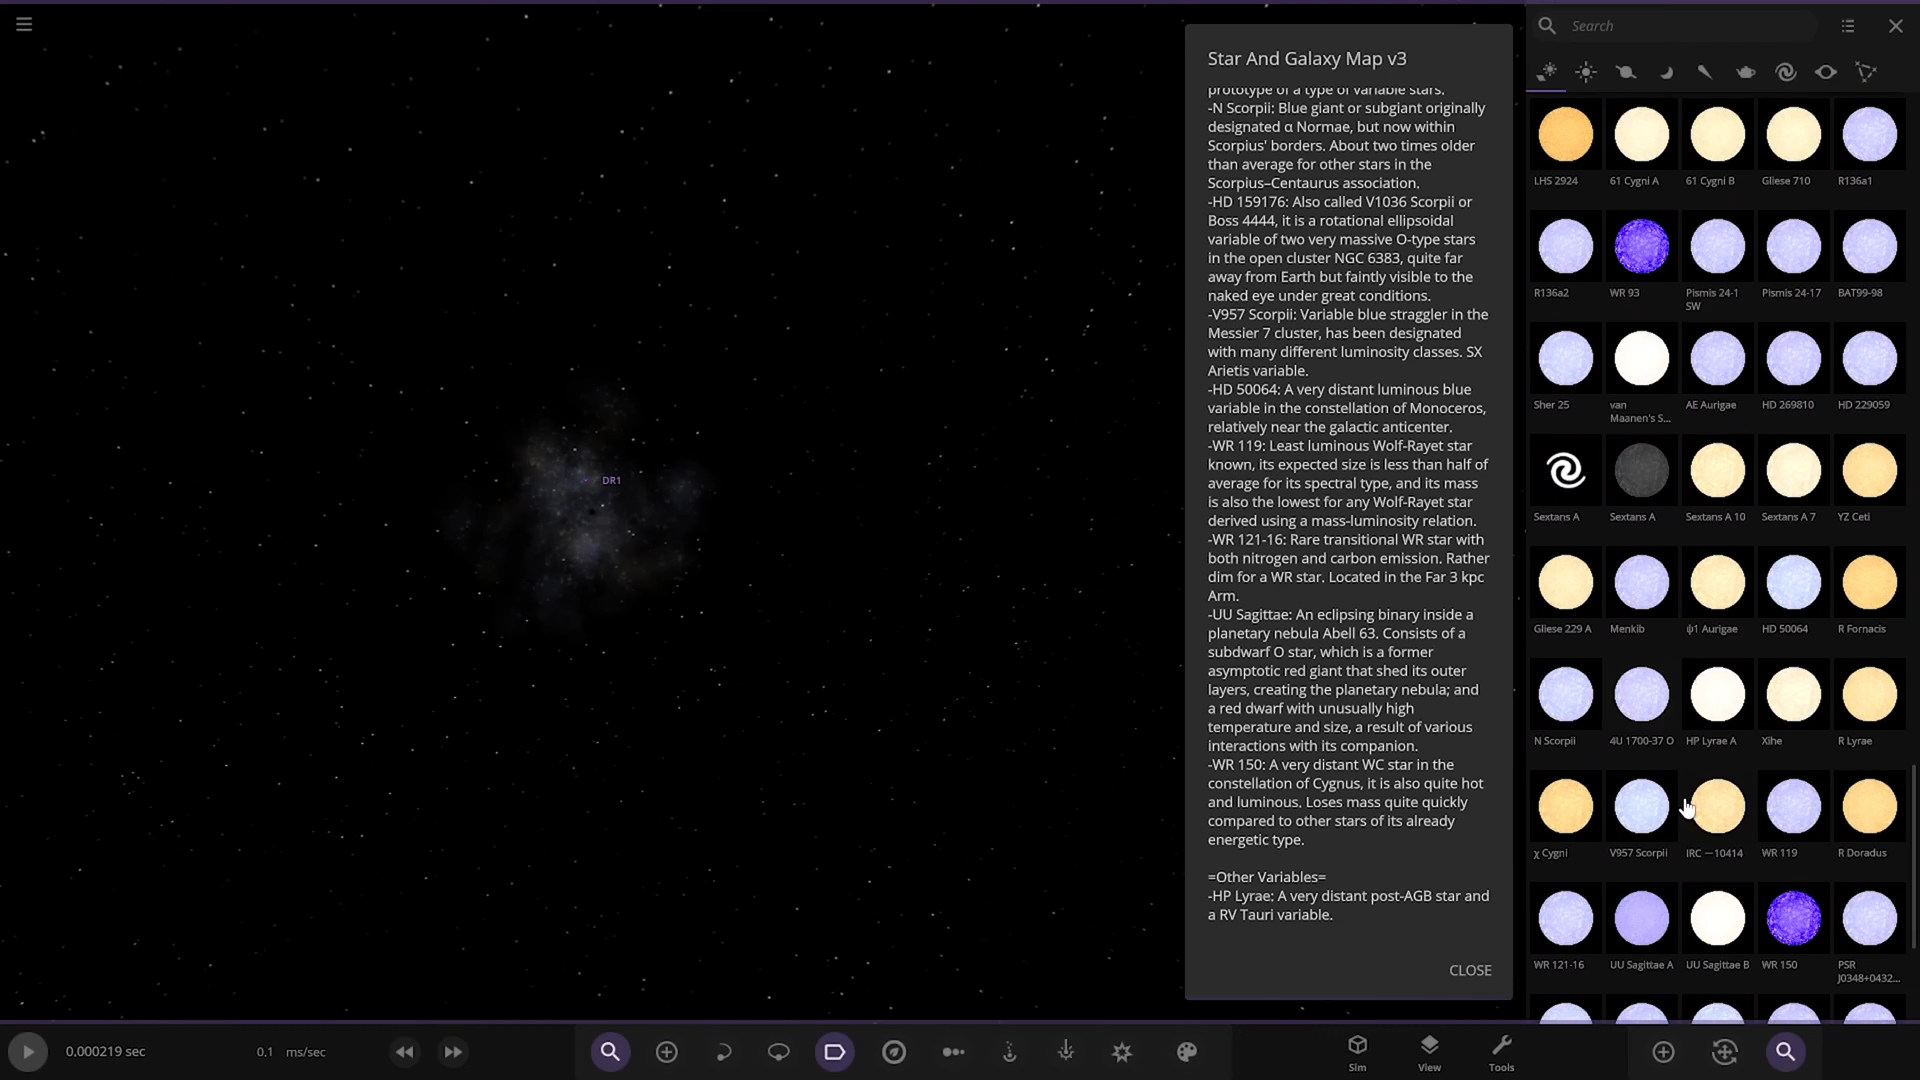 Star And Galaxy Map v3
prototype of a type of variable stars.
-N Scorpii: Blue giant or subgiant originally
designated α Normae, but now within
Scorpius' borders. About two times older
than average for other stars in the
Scorpius–Centaurus association.
-HD 159176: Also called V1036 Scorpii or
Boss 4444, it is a rotational ellipsoidal
variable of two very massive O-type stars
in the open cluster NGC 6383, quite far
away from Earth but faintly visible to the
naked eye under great conditions.
-V957 Scorpii: Variable blue straggler in the
Messier 7 cluster, has been designated
with many different luminosity classes. SX
Arietis variable.
-HD 50064: A very distant luminous blue
variable in the constellation of Monoceros,
relatively near the galactic anticenter.
-WR 119: Least luminous Wolf-Rayet star
known, its expected size is less than half of
average for its spectral type, and its mass
is also the lowest for any Wolf-Rayet star
derived using a mass-luminosity relation.
-WR 121-16: Rare transitional WR star with
both nitrogen and carbon emission. Rather
dim for a WR star. Located in the Far 3 kpc
Arm.
-UU Sagittae: An eclipsing binary inside a
planetary nebula Abell 63. Consists of a
subdwarf O star, which is a former
asymptotic red giant that shed its outer
layers, creating the planetary nebula; and
a red dwarf with unusually high
temperature and size, a result of various
interactions with its companion.
-WR 150: A very distant WC star in the
constellation of Cygnus, it is also quite hot
and luminous. Loses mass quite quickly
compared to other stars of its already
energetic type.
=Other Variables=
-HP Lyrae: A very distant post-AGB star and
a RV Tauri variable.
CLOSE
DR1
Search
LHS 2924 61 Cygni A 61 Cygni B Gliese 710 R136a1
R136a2 WR 93 Pismis 24-1 Pismis 24-17 BAT99-98
SW
Sher 25 van AE Aurigae HD 269810 HD 229059
Maanen's S...
Sextans A Sextans A Sextans A 10 Sextans A 7 YZ Ceti
Gliese 229 A Menkib ψ1 Aurigae HD 50064 R Fornacis
N Scorpii 4U 1700-37 O HP Lyrae A Xihe R Lyrae
χ Cygni V957 Scorpii IRC −10414 WR 119 R Doradus
WR 121-16 UU Sagittae A UU Sagittae B WR 150 PSR
J0348+0432...
0.000219 sec 0.1 ms/sec Sim View Tools